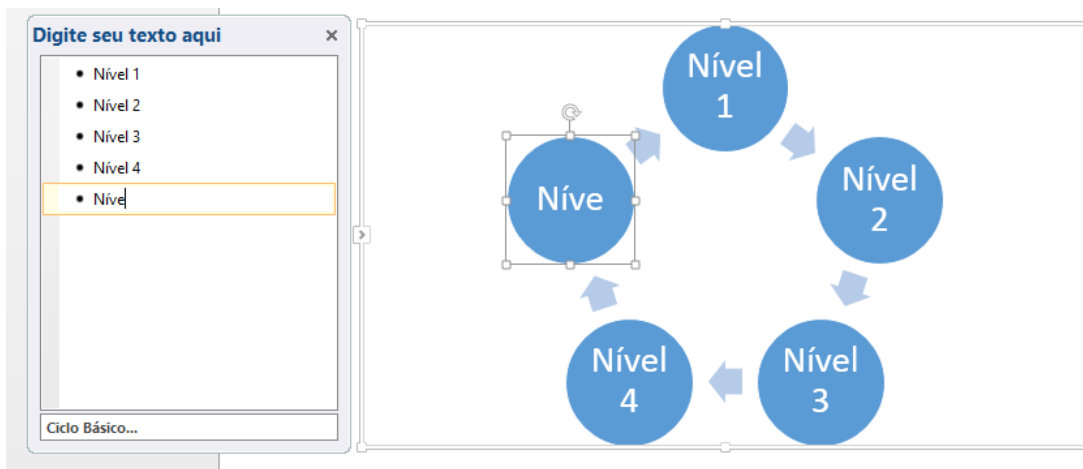 Digite seu texto aqui
Nível 1
Nível 2
Nível 3
Nível 4
Níve
Ciclo Básico...
Nível
1
Nível
2
Nível
3
Nível
4
Níve